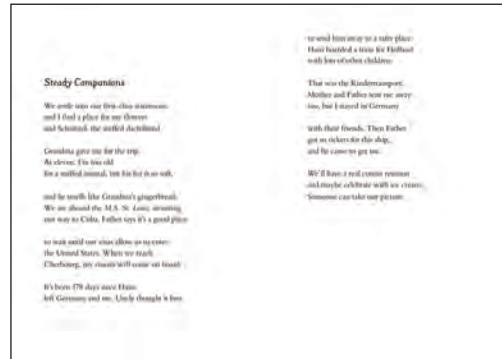 Steady Companions
We settle into our first-class stateroom,
and I find a place for my flowers
and Schnitzel, the stuffed dachshund
Grandma gave me for the trip.
At eleven, I'm too old
for a stuffed animal, but his fur is so soft,
and he smells like Grandma's gingerbread.
We are aboard the M.S. St. Louis, steaming
our way to Cuba. Father says it's a good place
to wait until our visas allow us to enter
the United States. When we reach
Cherbourg, my cousin will come on board.
It's been 178 days since Hans
left Germany and me. Uncle thought it best
to send him away to a safer place.
Hans boarded a train for Holland
with lots of other children.
That was the Kindertransport.
Mother and Father sent me away
too, but I stayed in Germany
with their friends. Then Father
got us tickets for this ship,
and he came to get me.
We'll have a real cousin reunion
and maybe celebrate with ice cream.
Someone can take our picture.